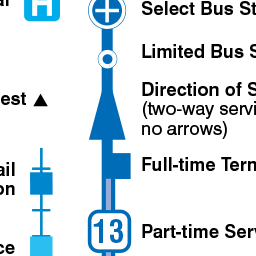 H
Select Bus St
Limited Bus S
est
Direction of S
(two-way servi
no arrows)
ail
on
Full-time Tern
13
Part-time Serv
ce